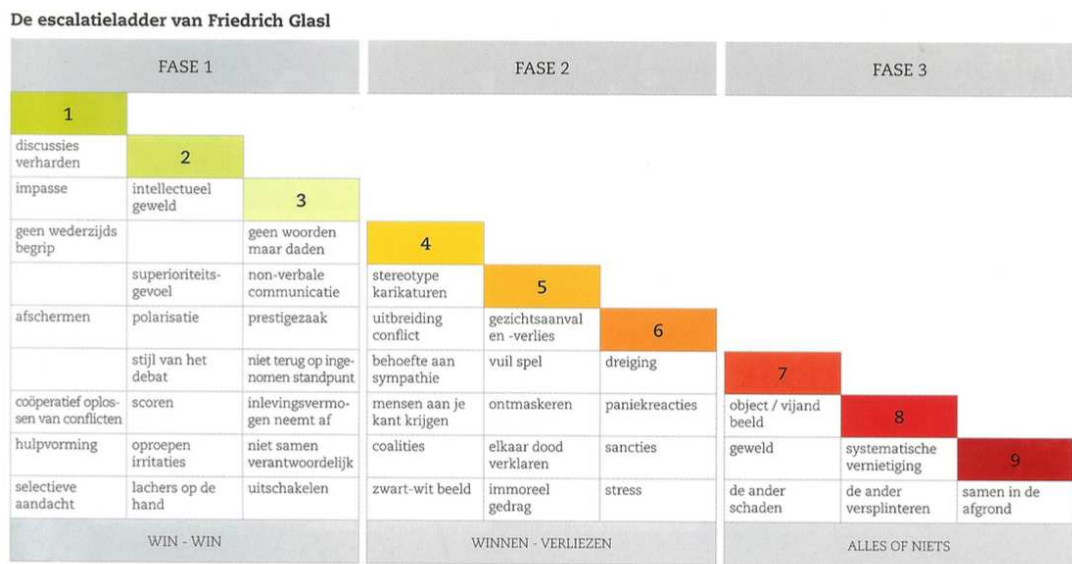 De escalatieladder van Friedrich Glasl
FASE 1
FASE 2
FASE 3
1
discussies
verharden
impasse
geen wederzijds
begrip
afschermen
coöperatief oplos-
sen van conflicten
hulpvorming
selectieve
aandacht
2
intellectueel
geweld
superioriteits-
gevoel
polarisatie
stijl van het
debat
scoren
oproepen
irritaties
lachers op de
hand
3
geen woorden
maar daden
non-verbale
communicatie
prestigezaak
niet terug op inge-
nomen standpunt
inlevingsvermo-
gen neemt af
niet samen
verantwoordelijk
uitschakelen
4
stereotype
karikaturen
uitbreiding
conflict
behoefte aan
sympathie
mensen aan je
kant krijgen
coalities
zwart-wit beeld
5
gezichtsaanval
en -verlies
vuil spel
ontmaskeren
elkaar dood
verklaren
immoreel
gedrag
6
dreiging
paniekreacties
sancties
stress
7
object / vijand
beeld
geweld
de ander
schaden
8
systematische
vernietiging
de ander
versplinteren
9
samen in de
afgrond
WIN - WIN
WINNEN - VERLIEZEN
ALLES OF NIETS